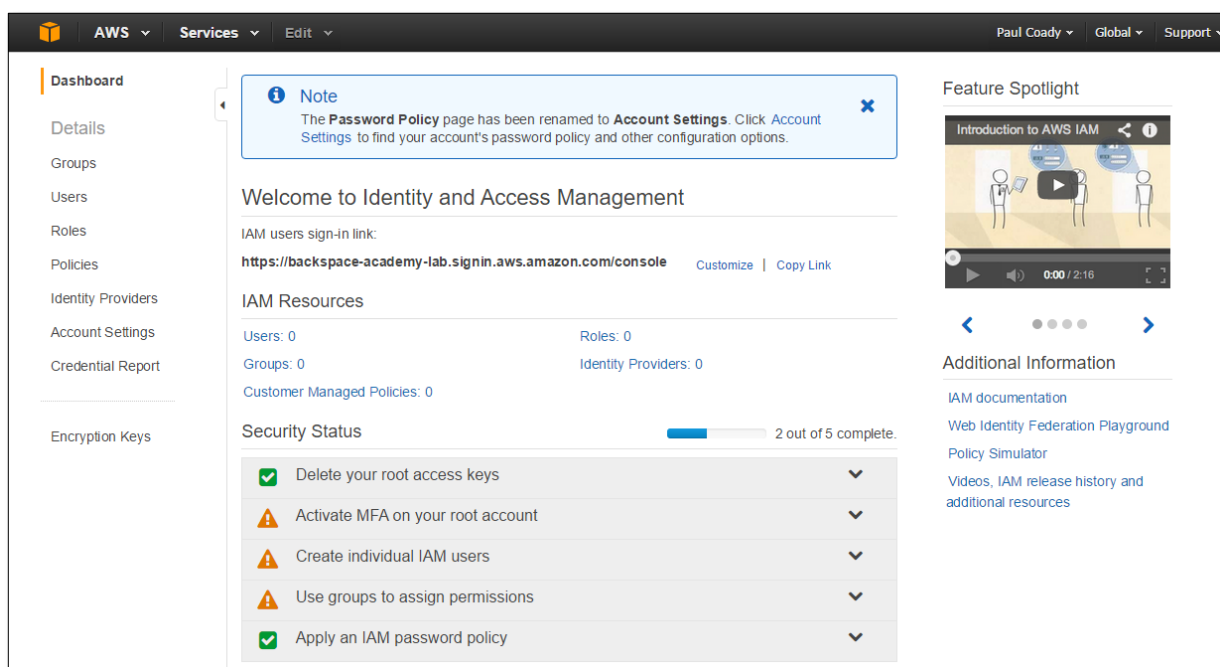 AWS Services Edit Paul Coady Global Support
Dashboard
Details
Groups
Users
Roles
Policies
Identity Providers
Account Settings
Credential Report
Encryption Keys
Note
The Password Policy page has been renamed to Account Settings. Click Account
Settings to find your account's password policy and other configuration options.
Welcome to Identity and Access Management
IAM users sign-in link:
https://backspace-academy-lab.signin.aws.amazon.com/console Customize | Copy Link
IAM Resources
Users: 0 Roles: 0
Groups: 0 Identity Providers: 0
Customer Managed Policies: 0
Security Status 2 out of 5 complete.
Delete your root access keys
Activate MFA on your root account
Create individual IAM users
Use groups to assign permissions
Apply an IAM password policy
Feature Spotlight
Introduction to AWS IAM
0:00 / 2:16
Additional Information
IAM documentation
Web Identity Federation Playground
Policy Simulator
Videos, IAM release history and
additional resources